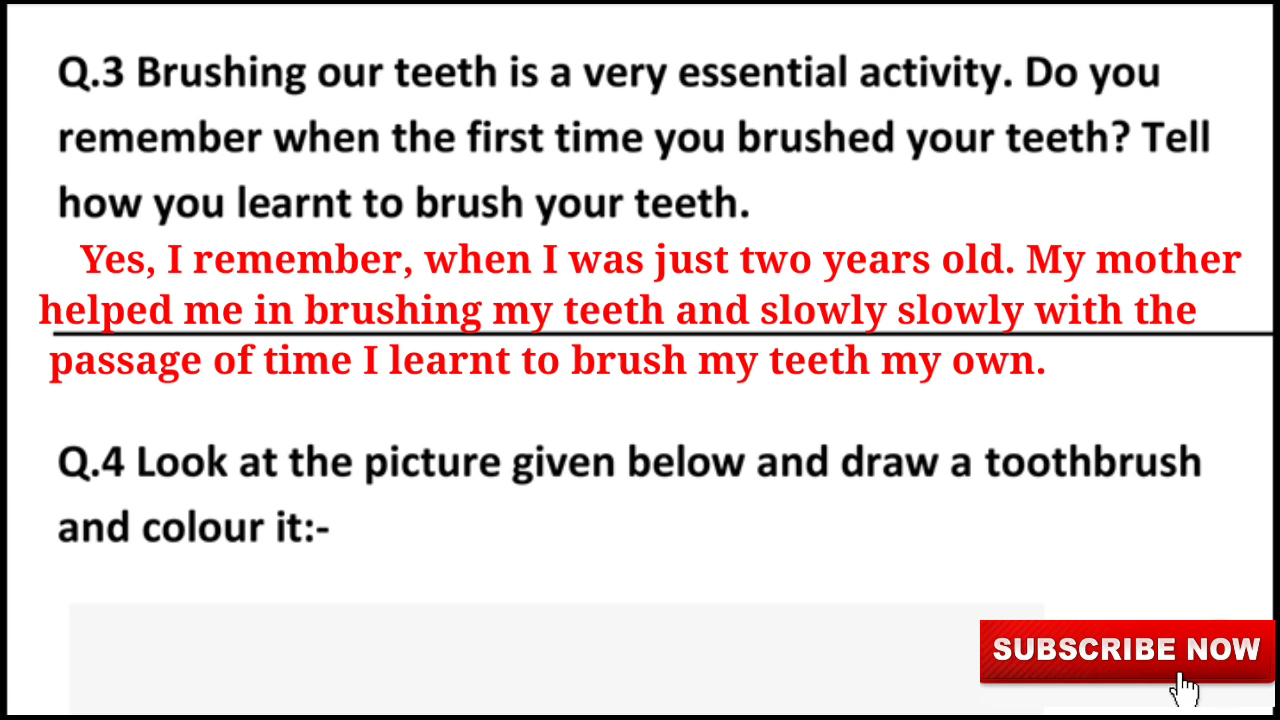 Q.3 Brushing our teeth is a very essential activity. Do you
remember when the first time you brushed your teeth? Tell
how you learnt to brush your teeth.
Yes, I remember, when I was just two years old. My mother
helped me in brushing my teeth and slowly slowly with the
passage of time I learnt to brush my teeth my own.
Q.4 Look at the picture given below and draw a toothbrush
and colour it:-
SUBSCRIBE NOW